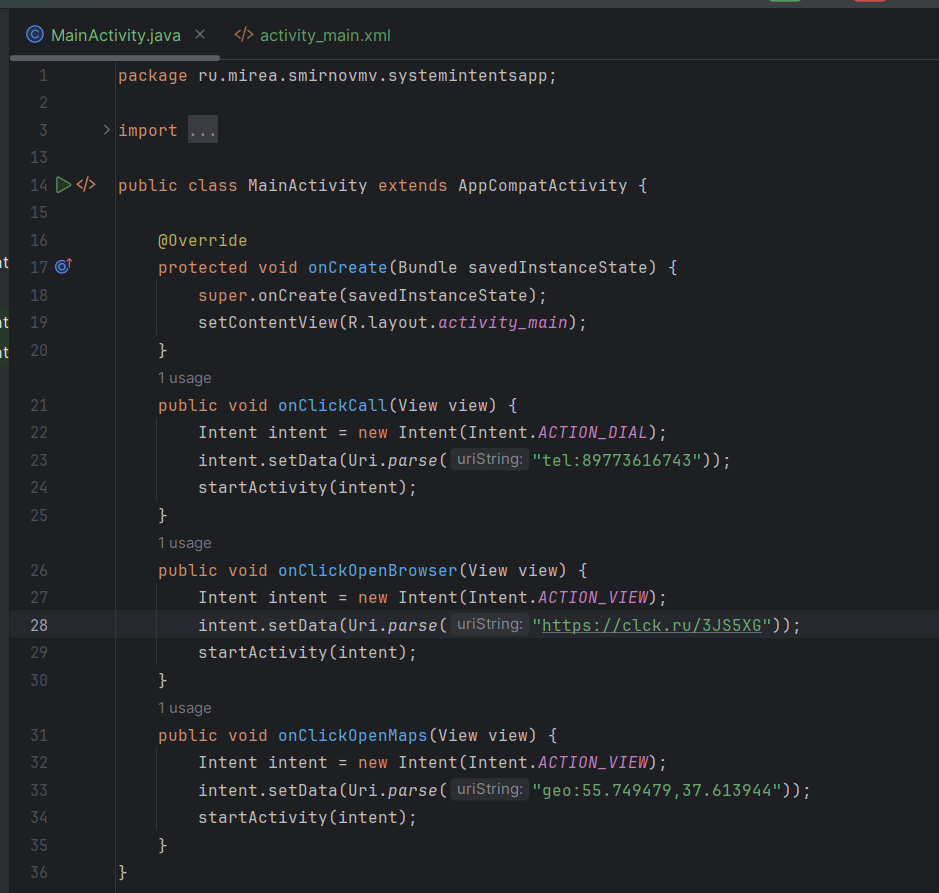 MainActivity.java × </> activity_main.xml
1 package ru.mirea.smirnovmv.systemintentsapp;
2
3 > import ...
13
14 </> public class MainActivity extends AppCompatActivity {
15
16 @Override
17 protected void onCreate(Bundle savedInstanceState) {
18 super.onCreate(savedInstanceState);
19 setContentView(R.layout.activity_main);
20 }
1 usage
21 public void onClickCall(View view) {
22 Intent intent = new Intent(Intent.ACTION_DIAL);
23 intent.setData(Uri.parse( uriString: "tel:89773616743"));
24 startActivity(intent);
25 }
1 usage
26 public void onClickOpenBrowser(View view) {
27 Intent intent = new Intent(Intent.ACTION_VIEW);
28 intent.setData(Uri.parse( uriString: "https://clck.ru/3JS5XG"));
29 startActivity(intent);
30 }
1 usage
31 public void onClickOpenMaps(View view) {
32 Intent intent = new Intent(Intent.ACTION_VIEW);
33 intent.setData(Uri.parse( uriString: "geo:55.749479,37.613944"));
34 startActivity(intent);
35 }
36 }